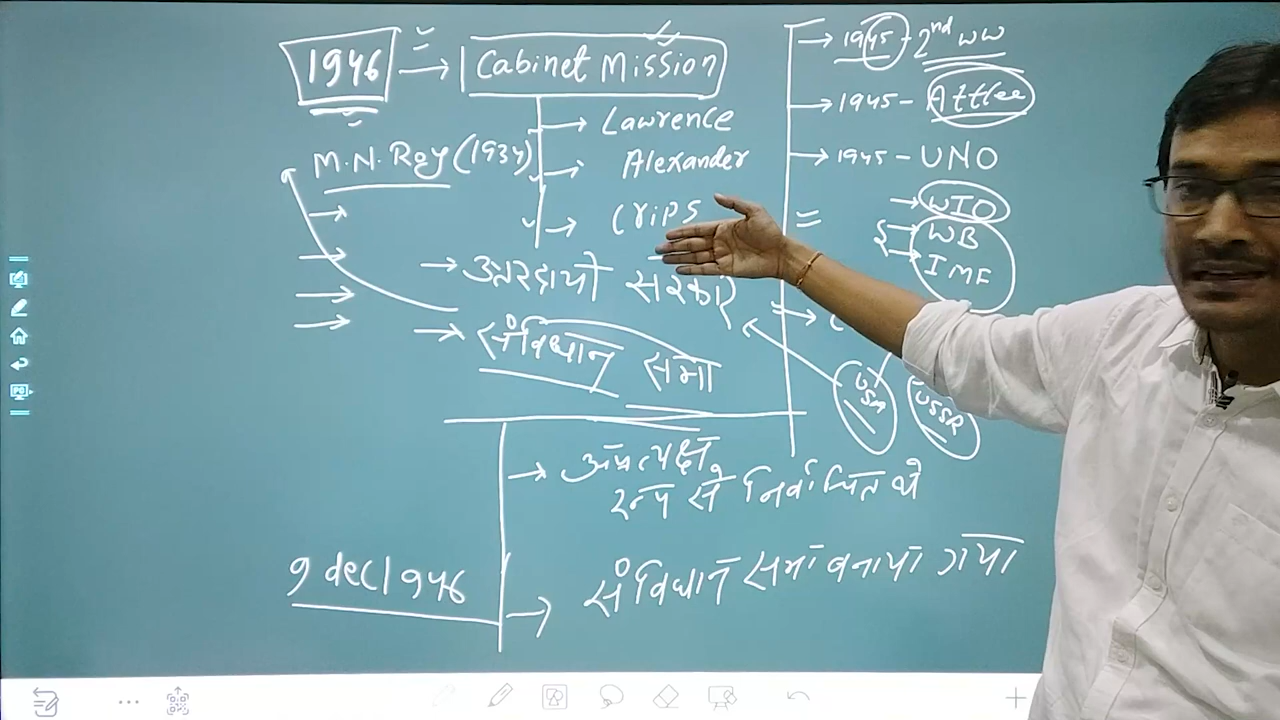 1946 → Cabinet Mission
→ Lawrence
M.N. Roy (1934)
→ Alexander
→ Crips
→ उत्तरदायी सरकार
→ संविधान सभा
→ 1945 - 2nd WW
→ 1945 - Attlee
→ 1945 - UNO
→ WTO
→ WB
→ IMF
USA
USSR
→ अप्रत्यक्ष
रूप से निर्वाचित थे
9 dec 1946
→ संविधान सभा बनाया गया